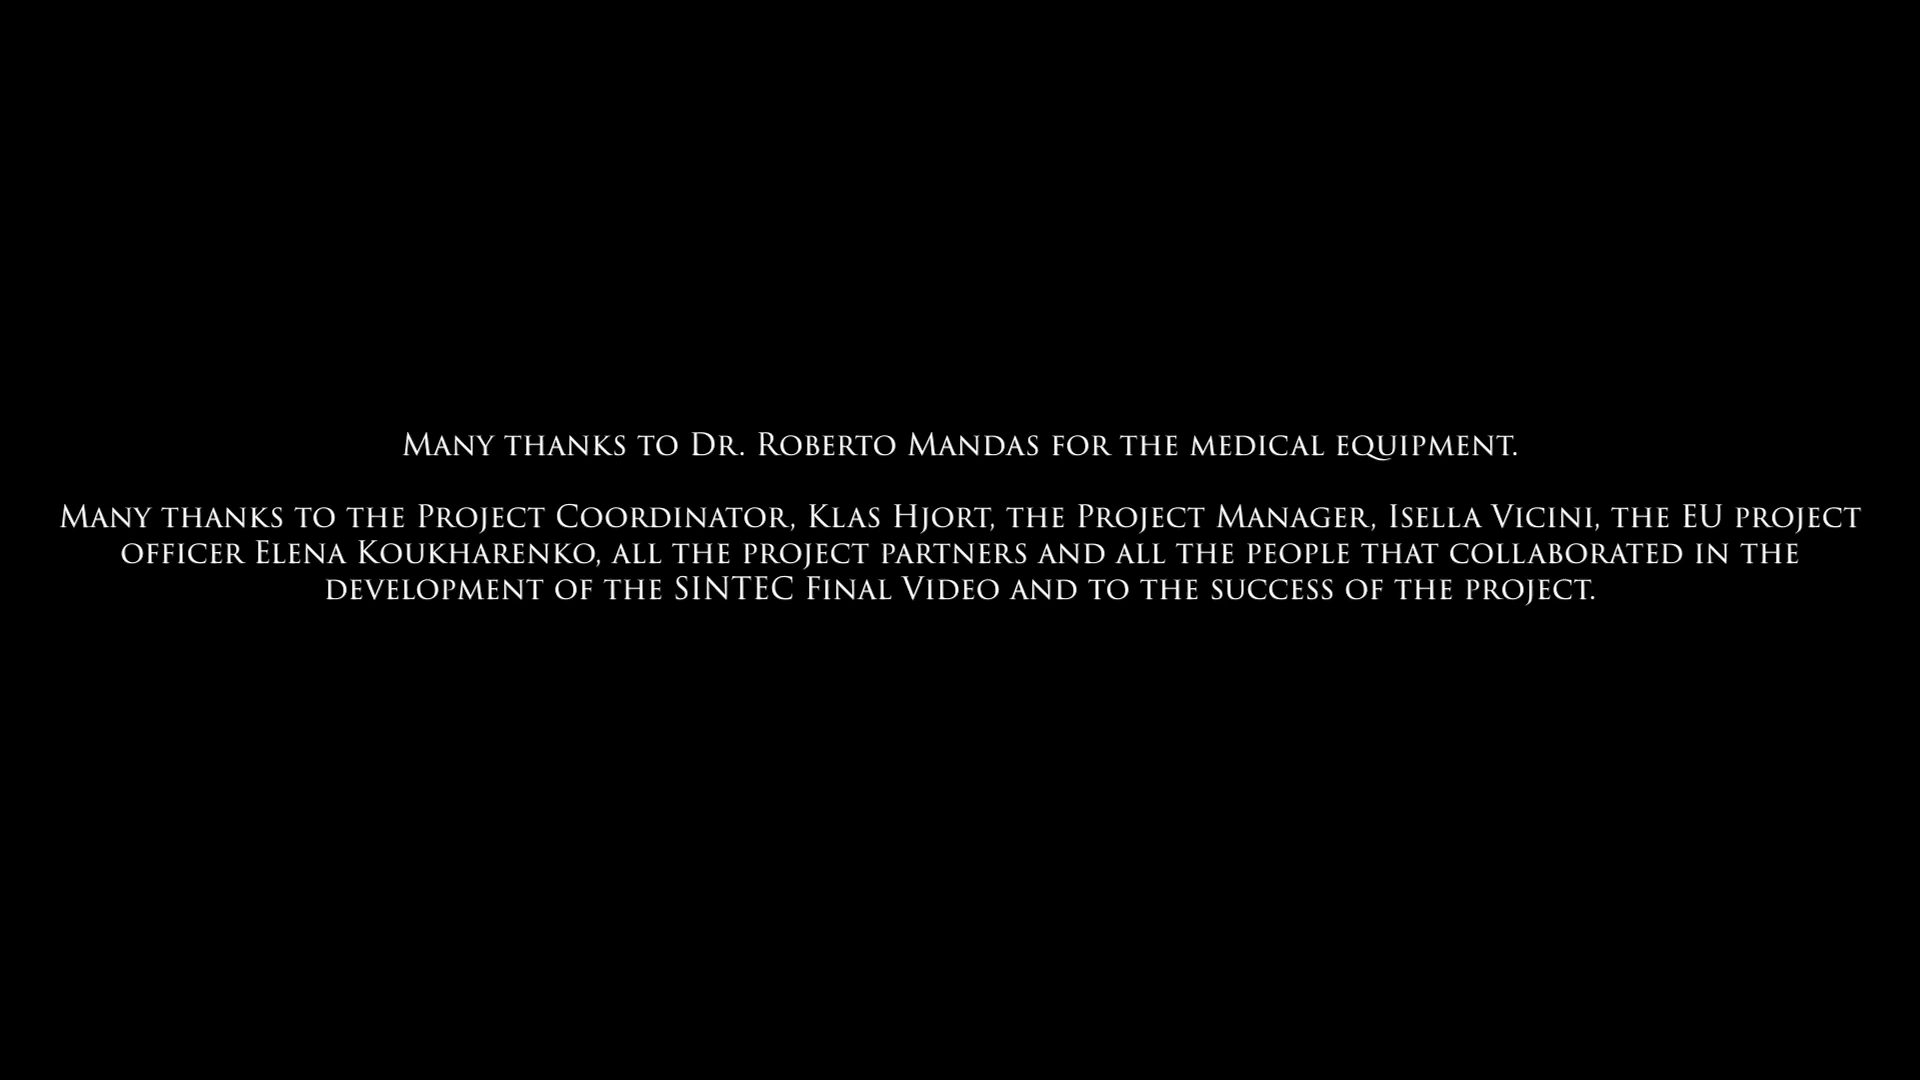 Many thanks to Dr. Roberto Mandas for the medical equipment.
Many thanks to the Project Coordinator, Klas Hjort, the Project Manager, Isella Vicini, the EU project
officer Elena Koukharenko, all the project partners and all the people that collaborated in the
development of the SINTEC Final Video and to the success of the project.